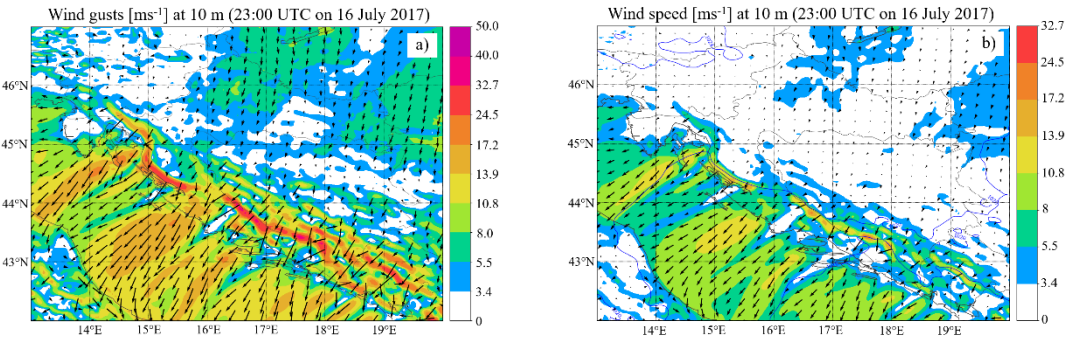 Wind gusts [ms⁻¹] at 10 m (23:00 UTC on 16 July 2017)
a)
50.0
40.0
32.7
24.5
17.2
13.9
10.8
8.0
5.5
3.4
0
46°N
45°N
44°N
43°N
14°E 15°E 16°E 17°E 18°E 19°E
Wind speed [ms⁻¹] at 10 m (23:00 UTC on 16 July 2017)
b)
32.7
24.5
17.2
13.9
10.8
8
5.5
3.4
0
46°N
45°N
44°N
43°N
14°E 15°E 16°E 17°E 18°E 19°E